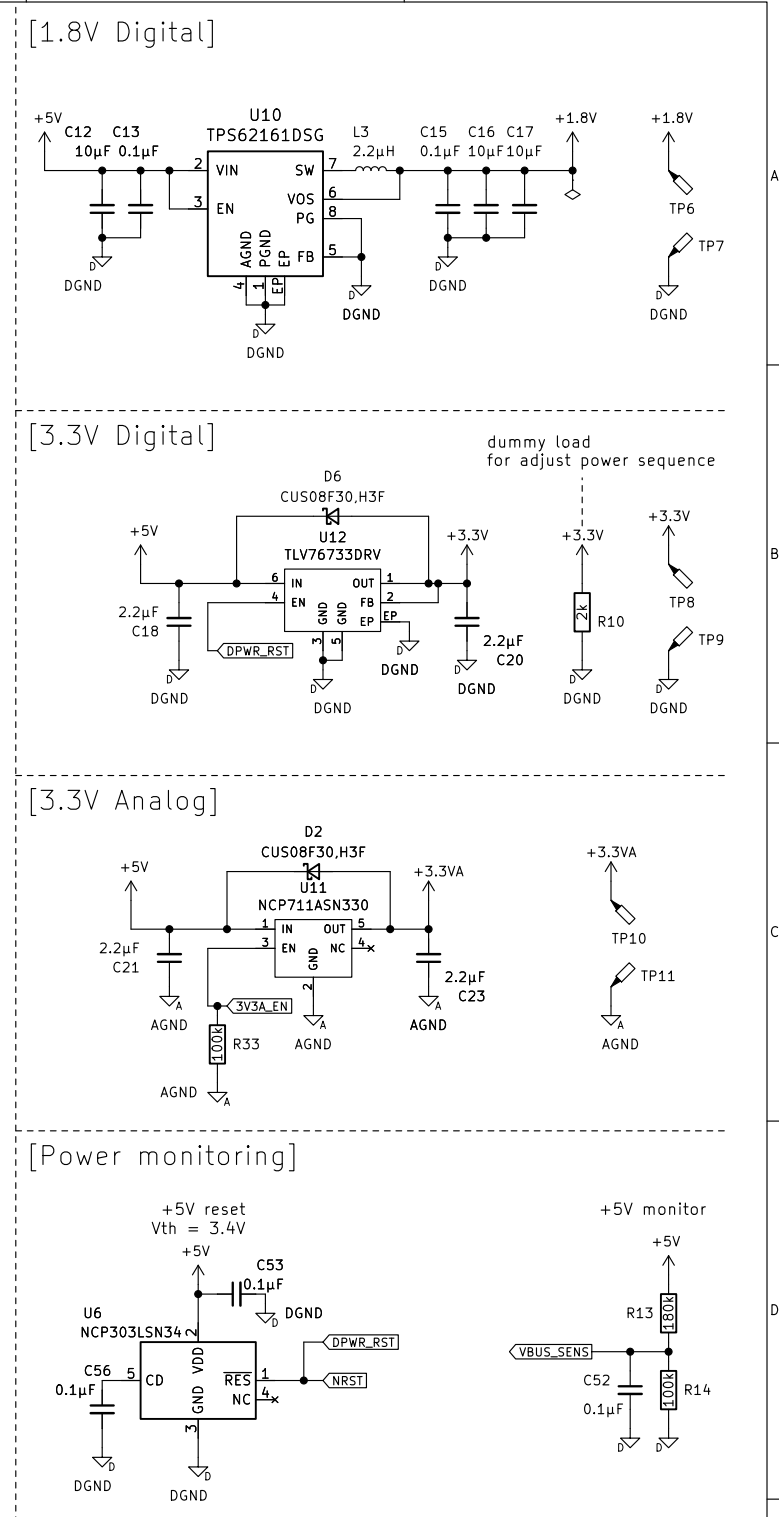 [1.8V Digital]
+5V
C12
10µF
C13
0.1µF
U10
TPS62161DSG
L3
2.2µH
C15
0.1µF
C16
10µF
C17
10µF
+1.8V
+1.8V
2 VIN
3 EN
SW 7
VOS 6
PG 8
FB 5
AGND
PGND
EP
4
1
EP
TP6
TP7
D
DGND
D
DGND
D
DGND
D
DGND
D
DGND
A
[3.3V Digital]
dummy load
for adjust power sequence
D6
CUS08F30,H3F
U12
TLV76733DRV
+5V
+3.3V
+3.3V
+3.3V
6 IN
4 EN
OUT 1
FB 2
EP EP
GND
GND
3
5
2.2µF
C18
DPWR_RST
2.2µF
C20
2k
R10
TP8
TP9
D
DGND
D
DGND
D
DGND
D
DGND
D
DGND
D
DGND
B
[3.3V Analog]
D2
CUS08F30,H3F
U11
NCP711ASN330
+5V
+3.3VA
+3.3VA
1 IN
3 EN
OUT 5
NC 4
GND
2
2.2µF
C21
3V3A_EN
100k
R33
2.2µF
C23
TP10
TP11
A
AGND
A
AGND
A
AGND
A
AGND
AGND
A
C
[Power monitoring]
+5V reset
Vth = 3.4V
+5V
C53
0.1µF
D
DGND
U6
NCP303LSN34
2
VDD
5 CD
GND
3
RES 1
NC 4
C56
0.1µF
DPWR_RST
NRST
D
DGND
D
DGND
+5V monitor
+5V
R13
180k
VBUS_SENS
C52
0.1µF
100k
R14
D
D
D